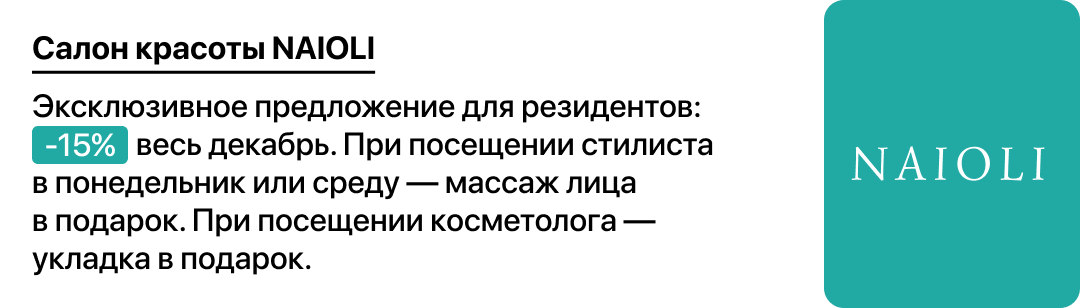 Салон красоты NAIOLI
Эксклюзивное предложение для резидентов:
-15% весь декабрь. При посещении стилиста
в понедельник или среду — массаж лица
в подарок. При посещении косметолога —
укладка в подарок.
NAIOLI